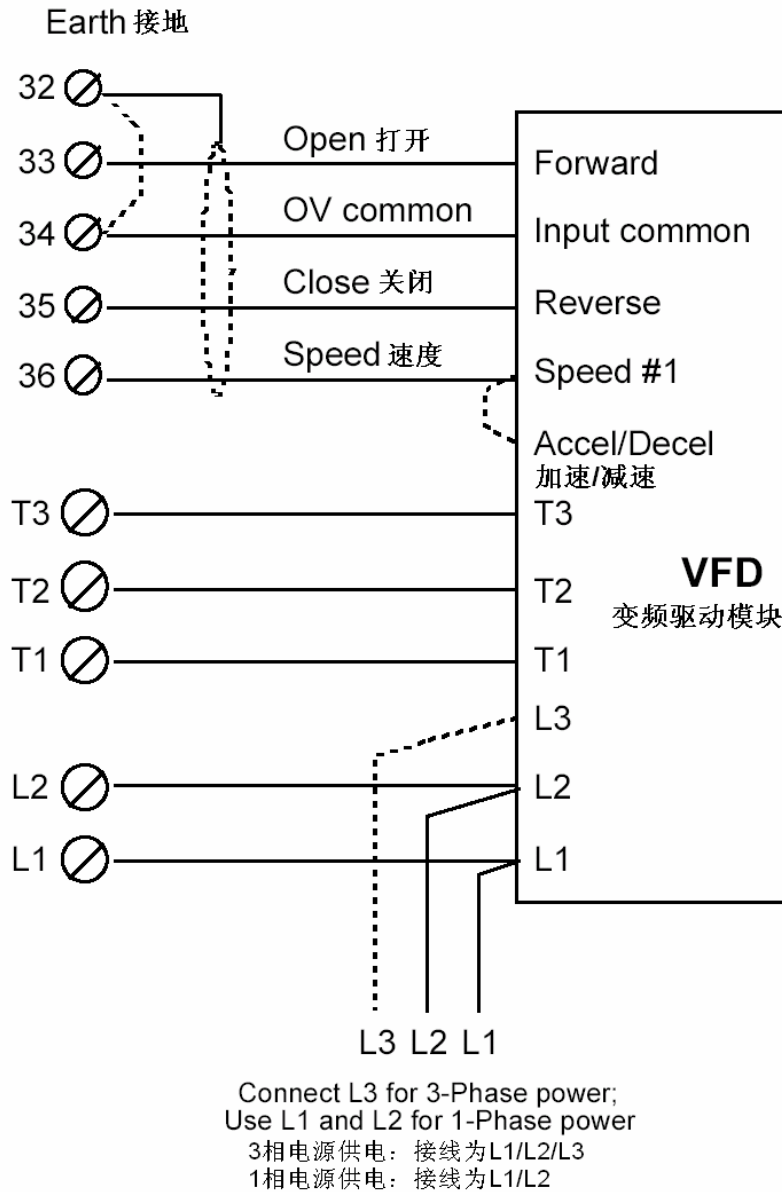 Earth 接地
32
33 Open 打开 Forward
34 OV common Input common
35 Close 关闭 Reverse
36 Speed 速度 Speed #1
Accel/Decel
加速/减速
T3 T3
VFD
T2 T2
变频驱动模块
T1 T1
L3
L2 L2
L1 L1
L3 L2 L1
Connect L3 for 3-Phase power;
Use L1 and L2 for 1-Phase power
3相电源供电：接线为L1/L2/L3
1相电源供电：接线为L1/L2